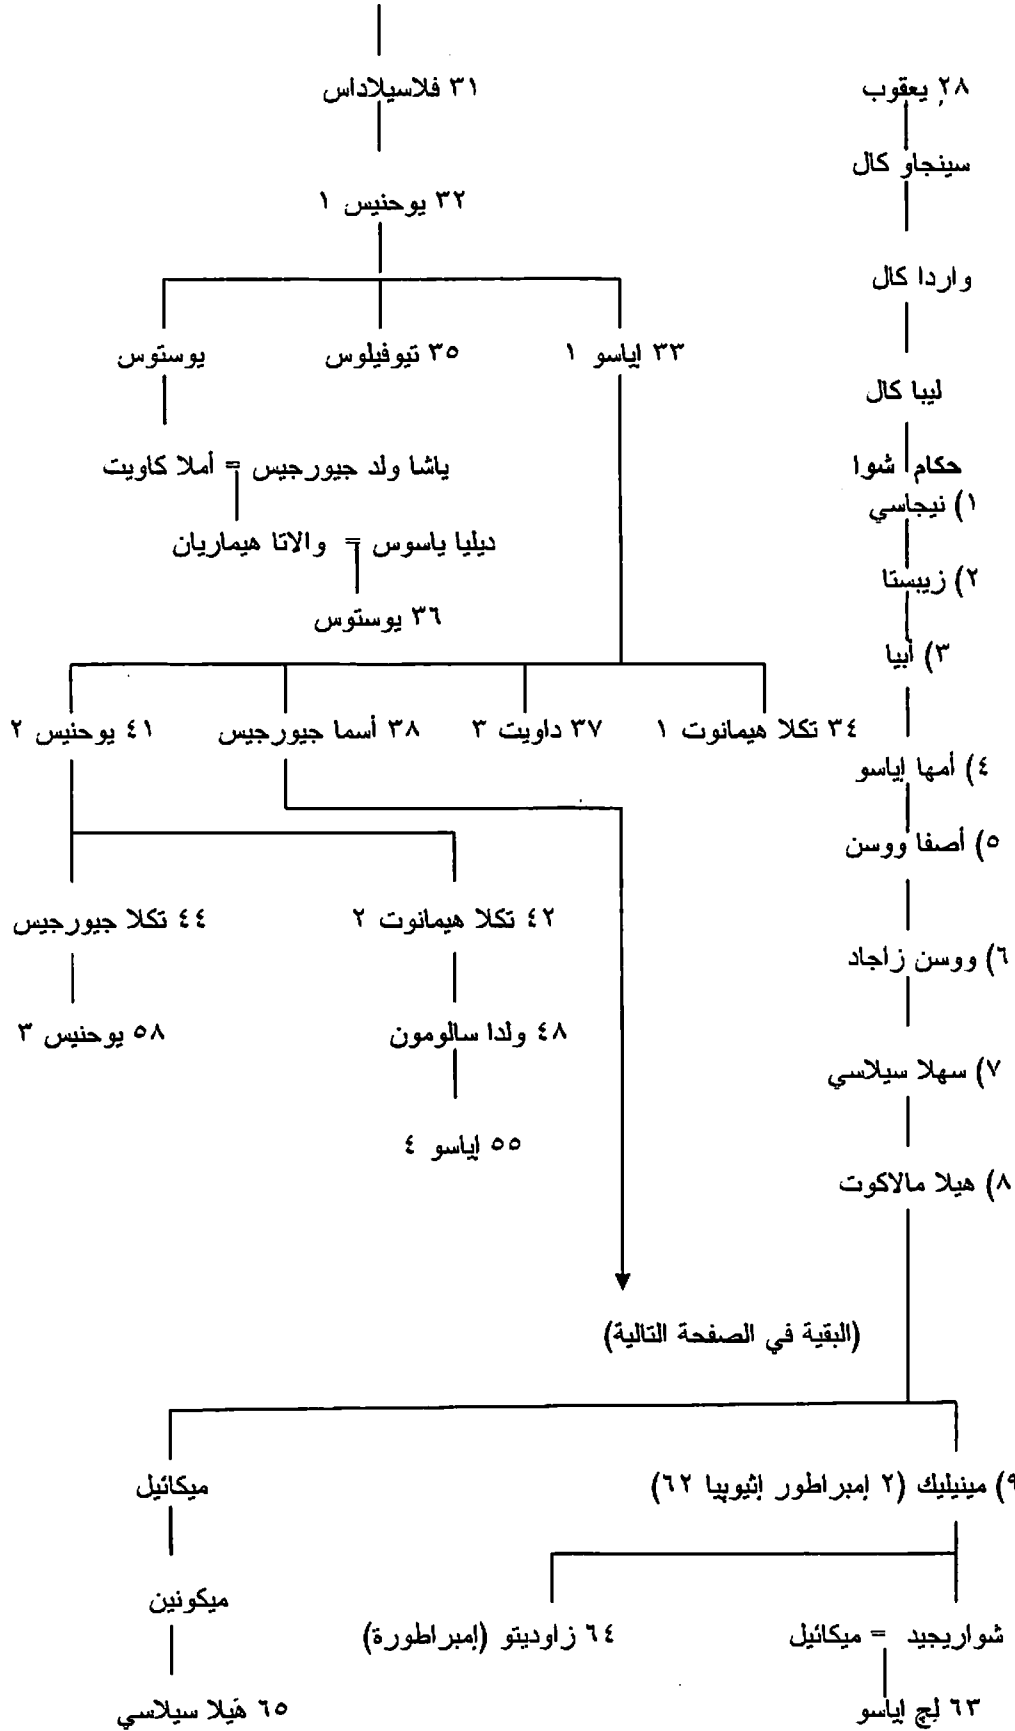 ٢٨ يعقوب
٣١ فلاسيلاداس
سينجاو كال
٣٢ يوحنيس ١
واردا كال
٣٣ إياسو ١
٣٥ تيوفيلوس
يوستوس
ليبا كال
حكام شوا
ياشا ولد جيورجيس = أملا كاويت
١) نيجاسي
ديليا ياسوس = والاتا هيماريان
٢) زيبستا
٣٦ يوستوس
٣) أبيا
٣٤ تكلا هيمانوت ١
٣٧ داويت ٣
٣٨ أسما جيورجيس
٤١ يوحنيس ٢
٤) أمها إياسو
٥) أصفا ووسن
٤٢ تكلا هيمانوت ٢
٤٤ تكلا جيورجيس
٦) ووسن زاجاد
٤٨ ولدا سالومون
٥٨ يوحنيس ٣
٧) سهلا سيلاسي
٥٥ إياسو ٤
٨) هيلا مالاكوت
(البقية في الصفحة التالية)
٩) مينيليك (٢ إمبراطور إثيوبيا ٦٢)
ميكائيل
ميكونين
شواريجيد = ميكائيل
٦٤ زاوديتو (إمبراطورة)
٦٣ لج إياسو
٦٥ هَيلا سيلاسي